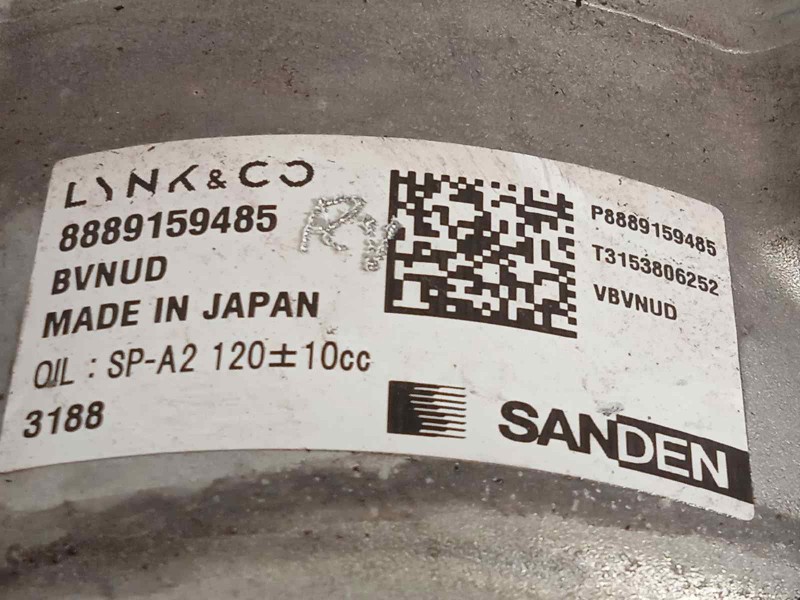 LYNK&CO
8889159485
BVNUD
MADE IN JAPAN
OIL : SP-A2 120±10cc
3188
P8889159485
T3153806252
VBVNUD
SANDEN